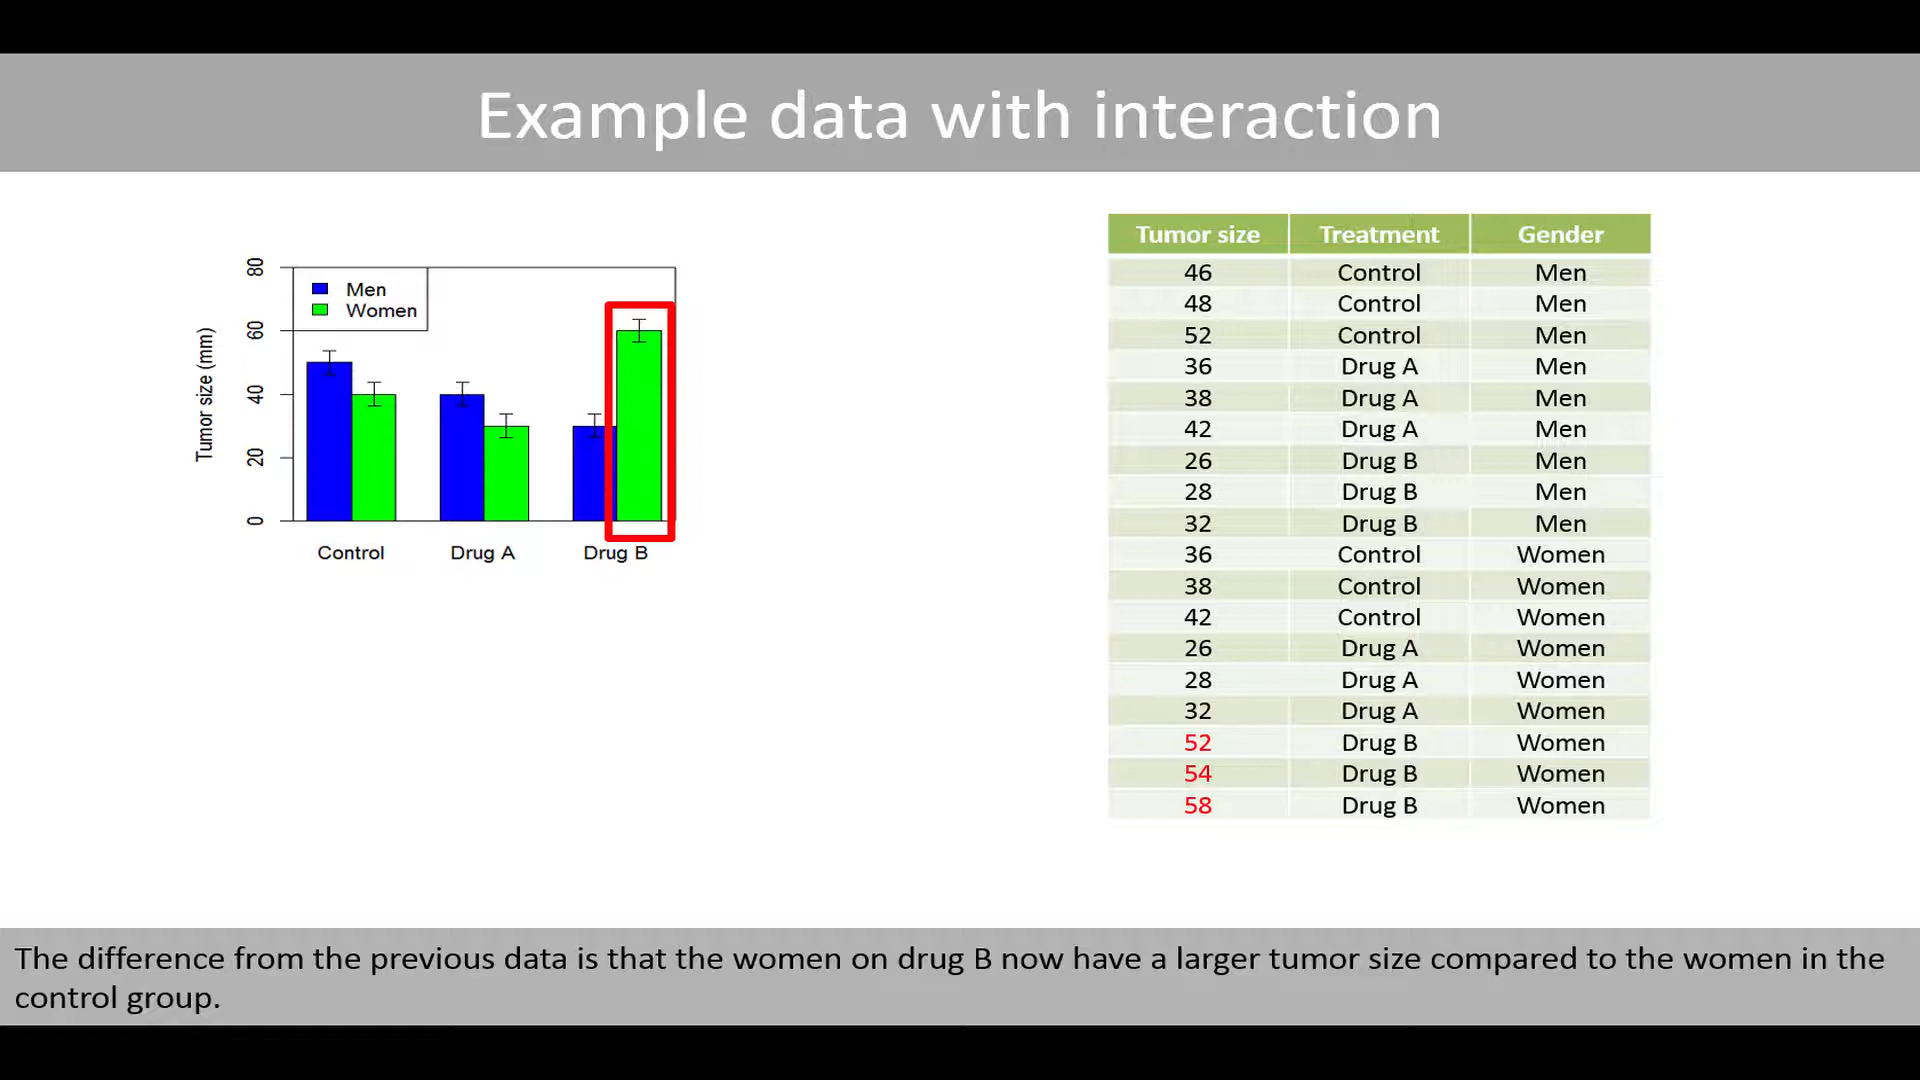 Example data with interaction
80
60
40
20
0
Tumor size (mm)
Men
Women
Control Drug A Drug B
Tumor size Treatment Gender
46 Control Men
48 Control Men
52 Control Men
36 Drug A Men
38 Drug A Men
42 Drug A Men
26 Drug B Men
28 Drug B Men
32 Drug B Men
36 Control Women
38 Control Women
42 Control Women
26 Drug A Women
28 Drug A Women
32 Drug A Women
52 Drug B Women
54 Drug B Women
58 Drug B Women
The difference from the previous data is that the women on drug B now have a larger tumor size compared to the women in the
control group.